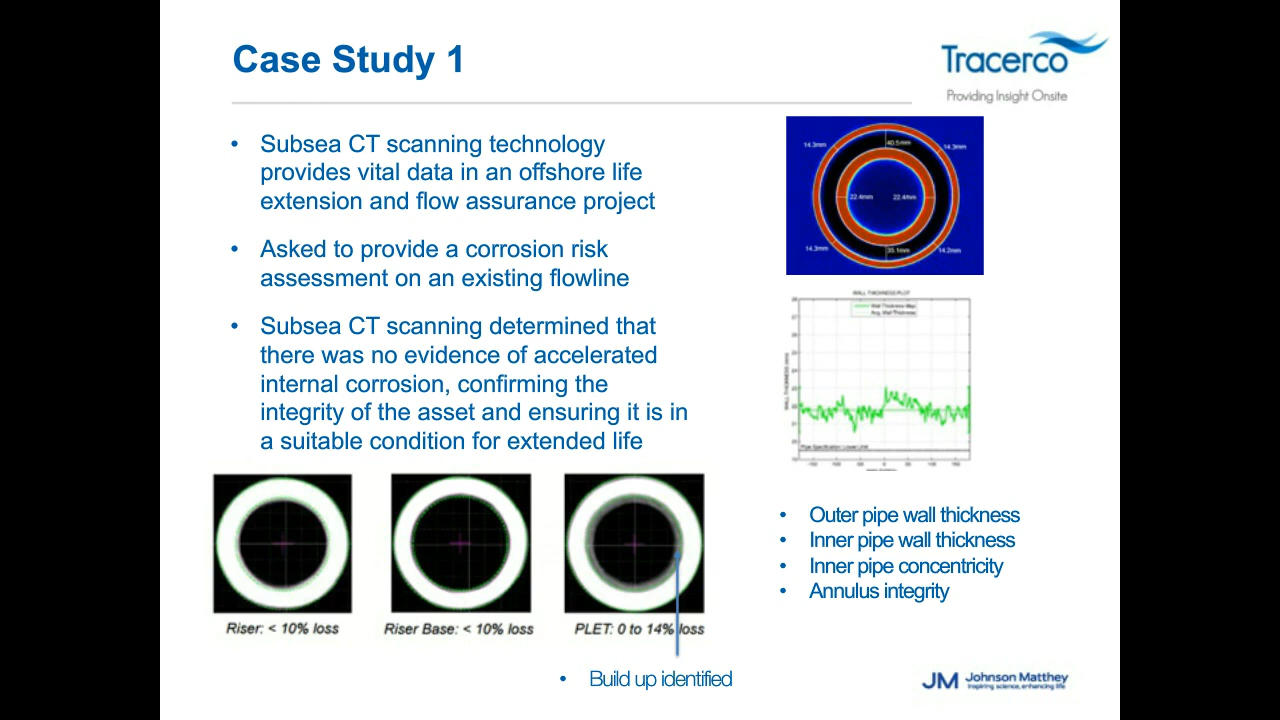 Case Study 1
Tracerco
Providing Insight Onsite
• Subsea CT scanning technology
provides vital data in an offshore life
extension and flow assurance project
• Asked to provide a corrosion risk
assessment on an existing flowline
• Subsea CT scanning determined that
there was no evidence of accelerated
internal corrosion, confirming the
integrity of the asset and ensuring it is in
a suitable condition for extended life
14.3mm
40.5mm
14.3mm
22.4mm
22.4mm
14.3mm
35.1mm
14.2mm
WALL THICKNESS PLOT
Wall Thickness Map
Avg. Wall Thickness
WALL THICKNESS (mm)
Pipe Specification Lower Limit
Riser: < 10% loss
Riser Base: < 10% loss
PLET: 0 to 14% loss
• Build up identified
• Outer pipe wall thickness
• Inner pipe wall thickness
• Inner pipe concentricity
• Annulus integrity
JM Johnson Matthey
Inspiring science, enhancing life